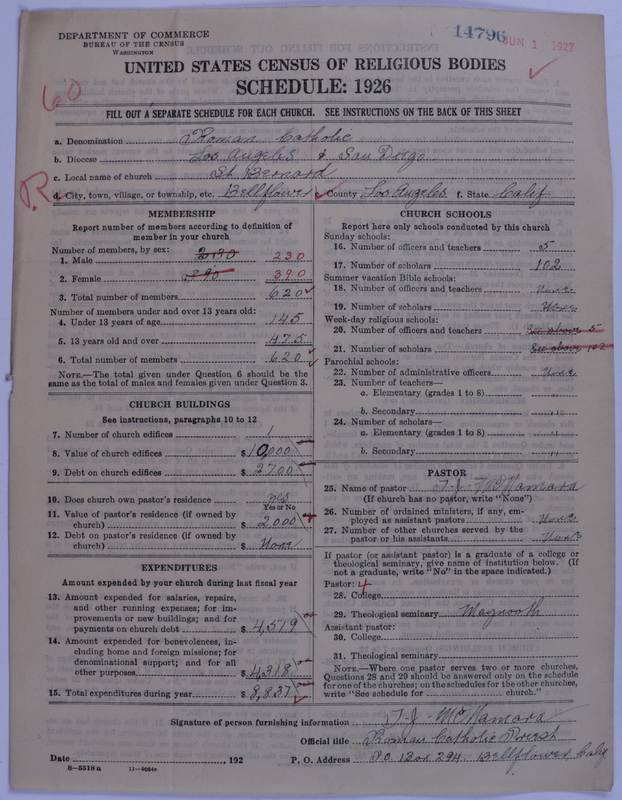 DEPARTMENT OF COMMERCE
BUREAU OF THE CENSUS
WASHINGTON
14796
JUN 1 1927
UNITED STATES CENSUS OF RELIGIOUS BODIES
SCHEDULE: 1926
60
FILL OUT A SEPARATE SCHEDULE FOR EACH CHURCH. SEE INSTRUCTIONS ON THE BACK OF THIS SHEET
a. Denomination Roman Catholic
b. Diocese Los Angeles & San Diego
c. Local name of church St Bernard
R
d. City, town, village, or township, etc. Bellflower e. County Los Angeles f. State Calif
MEMBERSHIP
Report number of members according to definition of member in your church
Number of members, by sex:
1. Male 230
2. Female 390 390
3. Total number of members 620
Number of members under and over 13 years old:
4. Under 13 years of age 145
5. 13 years old and over 475
6. Total number of members 620
NOTE.—The total given under Question 6 should be the same as the total of males and females given under Question 3.
CHURCH BUILDINGS
See instructions, paragraphs 10 to 12
7. Number of church edifices 1
8. Value of church edifices $ 10,000
9. Debt on church edifices $ 2700
10. Does church own pastor's residence yes
Yes or No
11. Value of pastor's residence (if owned by church) $ 2000
12. Debt on pastor's residence (if owned by church) $ None
EXPENDITURES
Amount expended by your church during last fiscal year
13. Amount expended for salaries, repairs, and other running expenses; for improvements or new buildings; and for payments on church debt $ 4,519
14. Amount expended for benevolences, including home and foreign missions; for denominational support; and for all other purposes $ 4,318
15. Total expenditures during year $ 8,837
CHURCH SCHOOLS
Report here only schools conducted by this church
Sunday schools:
16. Number of officers and teachers 5
17. Number of scholars 102
Summer vacation Bible schools:
18. Number of officers and teachers None
19. Number of scholars None
Week-day religious schools:
20. Number of officers and teachers See above 5
21. Number of scholars See above 102
Parochial schools:
22. Number of administrative officers None
23. Number of teachers—
a. Elementary (grades 1 to 8) "
b. Secondary "
24. Number of scholars—
a. Elementary (grades 1 to 8) "
b. Secondary "
PASTOR
25. Name of pastor T-J- McNamara
(If church has no pastor, write "None")
26. Number of ordained ministers, if any, employed as assistant pastors None
27. Number of other churches served by the pastor or his assistants None
If pastor (or assistant pastor) is a graduate of a college or theological seminary, give name of institution below. (If not a graduate, write "No" in the space indicated.)
Pastor: 4
28. College
29. Theological seminary Maynooth
Assistant pastor:
30. College
31. Theological seminary
NOTE.—Where one pastor serves two or more churches, Questions 28 and 29 should be answered only on the schedule for one of the churches; on the schedules for the other churches, write "See schedule for church."
Signature of person furnishing information T-J- McNamara
Official title Roman Catholic Parish
Date , 192 P. O. Address P.O. Box 294. Bellflower Calif
8—5518 a